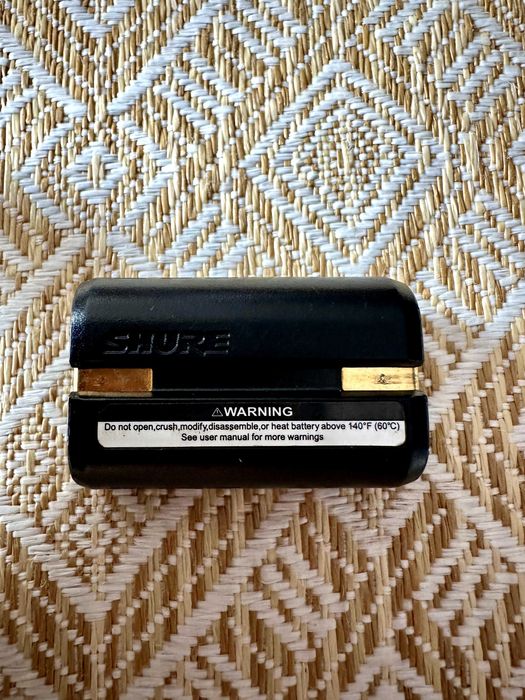 SHURE
⚠WARNING
Do not open,crush,modify,disassemble,or heat battery above 140°F (60℃)
See user manual for more warnings